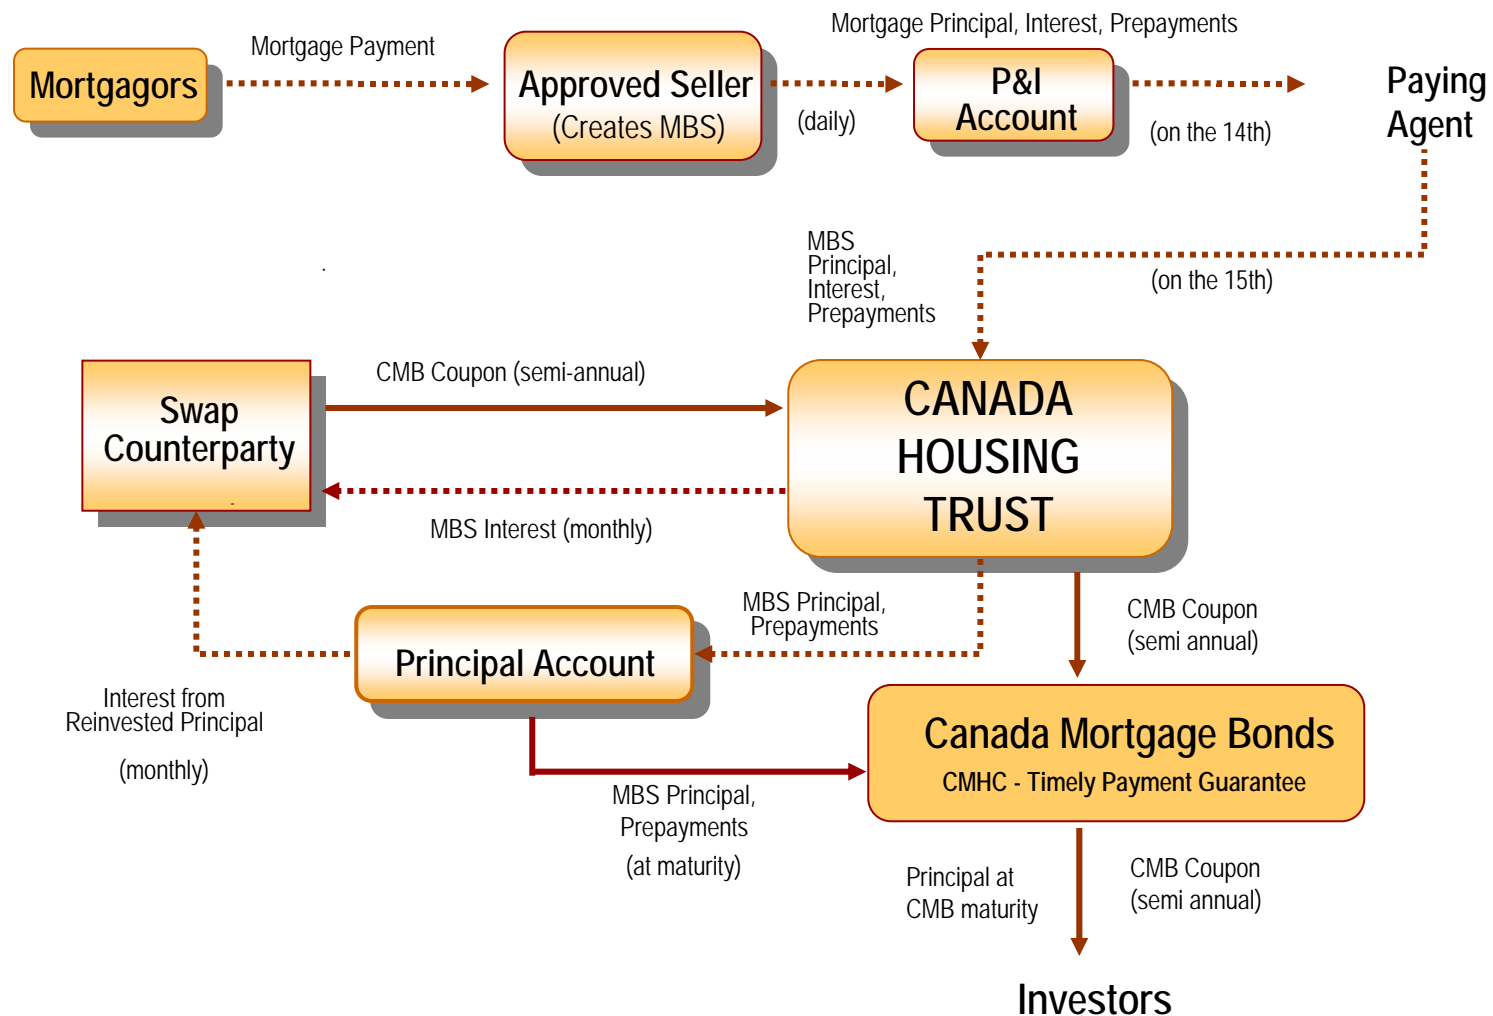 Mortgage Principal, Interest, Prepayments
Mortgage Payment
Mortgagors
Approved Seller
(Creates MBS)
(daily)
P&I
Account
(on the 14th)
Paying
Agent
MBS
Principal,
Interest,
Prepayments
(on the 15th)
CMB Coupon (semi-annual)
Swap
Counterparty
CANADA
HOUSING
TRUST
MBS Interest (monthly)
MBS Principal,
Prepayments
CMB Coupon
(semi annual)
Principal Account
Interest from
Reinvested Principal
(monthly)
Canada Mortgage Bonds
CMHC - Timely Payment Guarantee
MBS Principal,
Prepayments
(at maturity)
Principal at
CMB maturity
CMB Coupon
(semi annual)
Investors